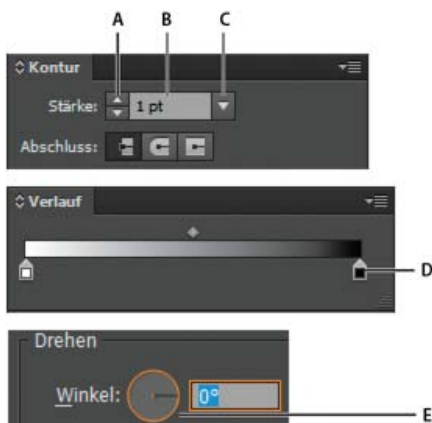 A B C
Kontur
Stärke: 1 pt
Abschluss:
Verlauf
D
Drehen
Winkel: 0°
E